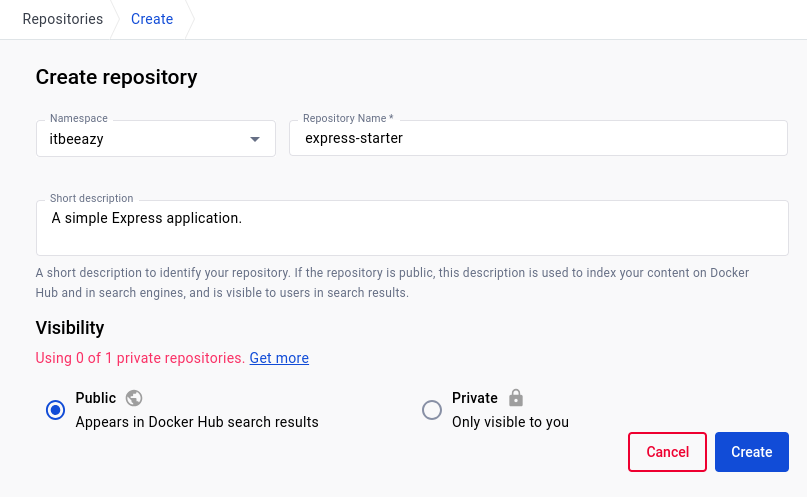 Repositories Create
Create repository
Namespace
itbeeazy
Repository Name *
express-starter
Short description
A simple Express application.
A short description to identify your repository. If the repository is public, this description is used to index your content on Docker
Hub and in search engines, and is visible to users in search results.
Visibility
Using 0 of 1 private repositories. Get more
Public
Appears in Docker Hub search results
Private
Only visible to you
Cancel Create